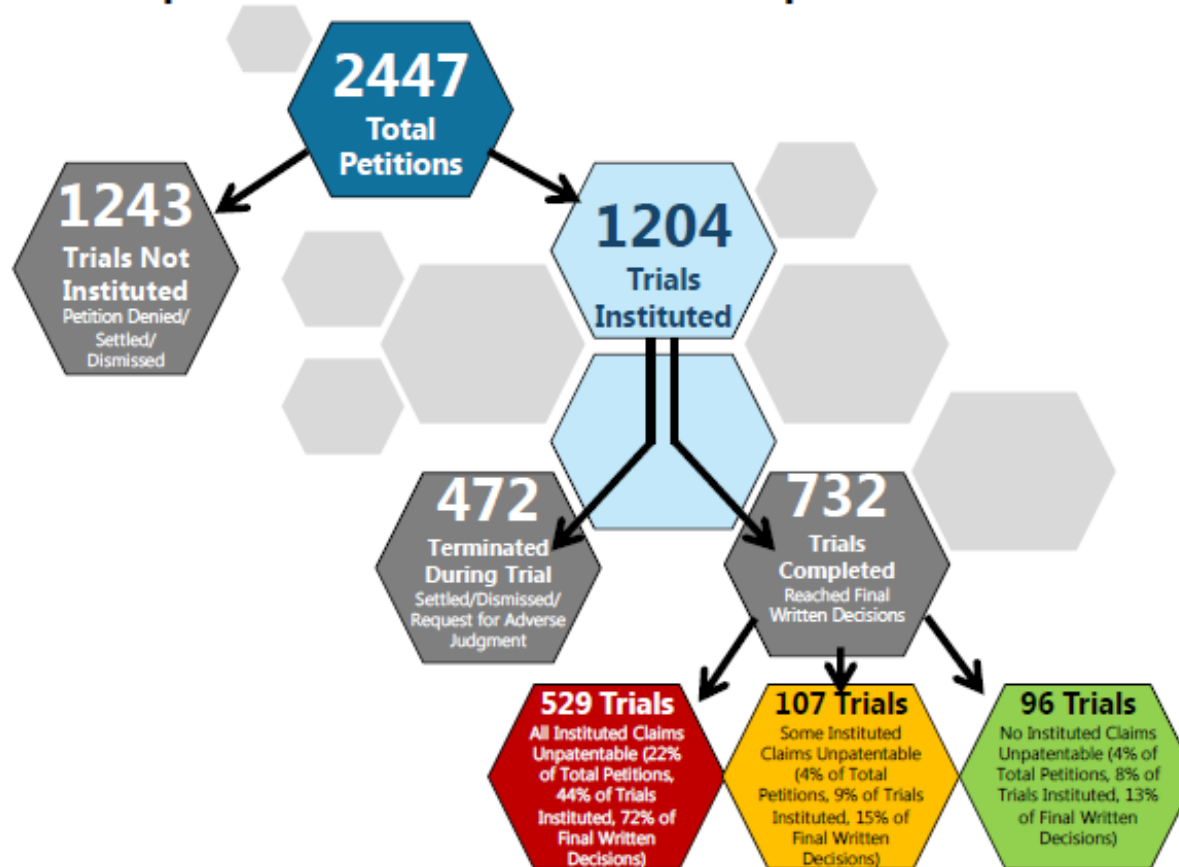 2447
Total
Petitions
1243
Trials Not
Instituted
Petition Denied/
Settled/
Dismissed
1204
Trials
Instituted
472
Terminated
During Trial
Settled/Dismissed/
Request for Adverse
Judgment
732
Trials
Completed
Reached Final
Written Decisions
529 Trials
All Instituted Claims
Unpatentable (22%
of Total Petitions,
44% of Trials
Instituted, 72% of
Final Written
Decisions)
107 Trials
Some Instituted
Claims Unpatentable
(4% of Total
Petitions, 9% of Trials
Instituted, 15% of
Final Written
Decisions)
96 Trials
No Instituted Claims
Unpatentable (4% of
Total Petitions, 8% of
Trials Instituted, 13%
of Final Written
Decisions)